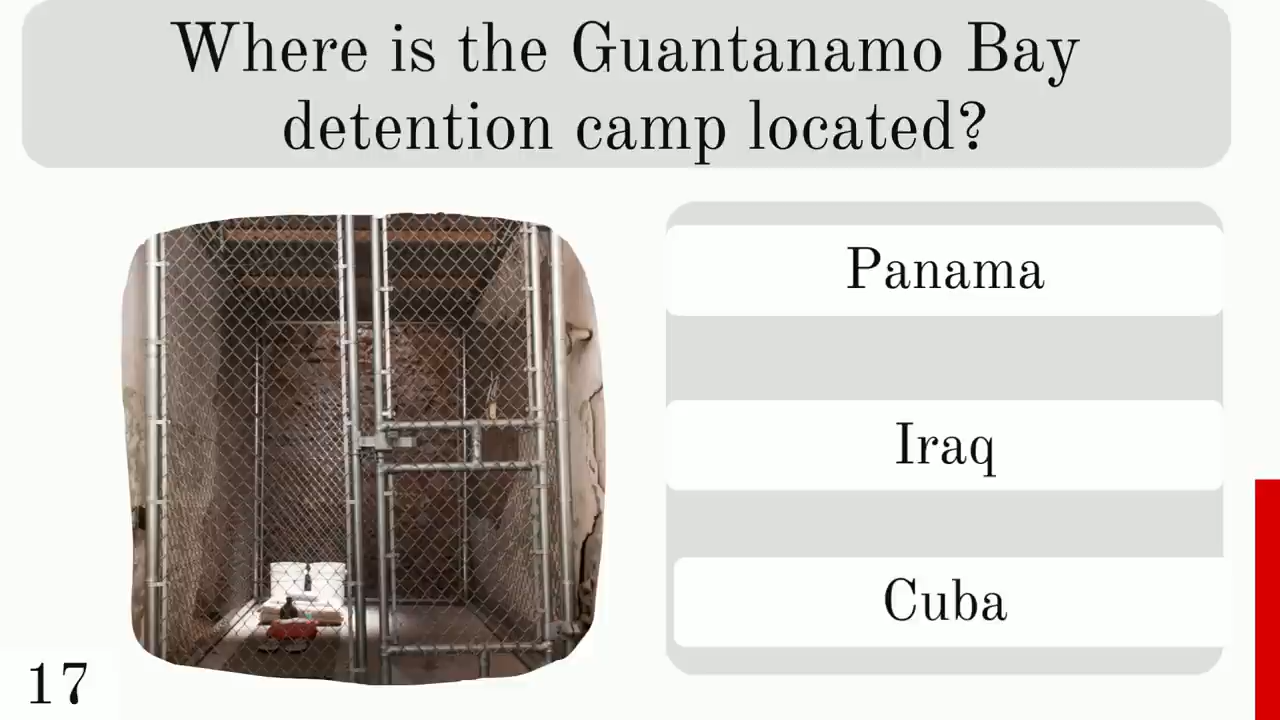 Where is the Guantanamo Bay
detention camp located?
Panama
Iraq
Cuba
17